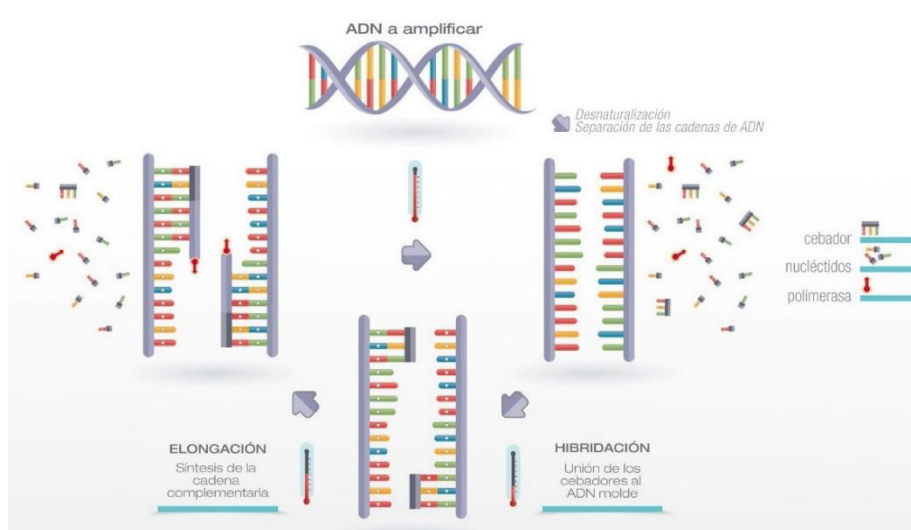 ADN a amplificar
Desnaturalización
Separación de las cadenas de ADN
cebador
nucléctidos
polimerasa
ELONGACIÓN
Síntesis de la
cadena
complementaria
HIBRIDACIÓN
Unión de los
cebadores al
ADN molde